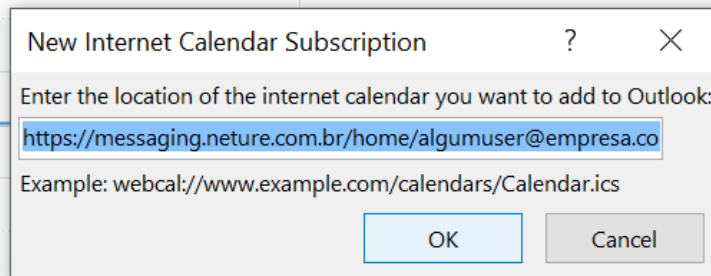 New Internet Calendar Subscription ? ×
Enter the location of the internet calendar you want to add to Outlook:
https://messaging.neture.com.br/home/algumuser@empresa.co
Example: webcal://www.example.com/calendars/Calendar.ics
OK Cancel